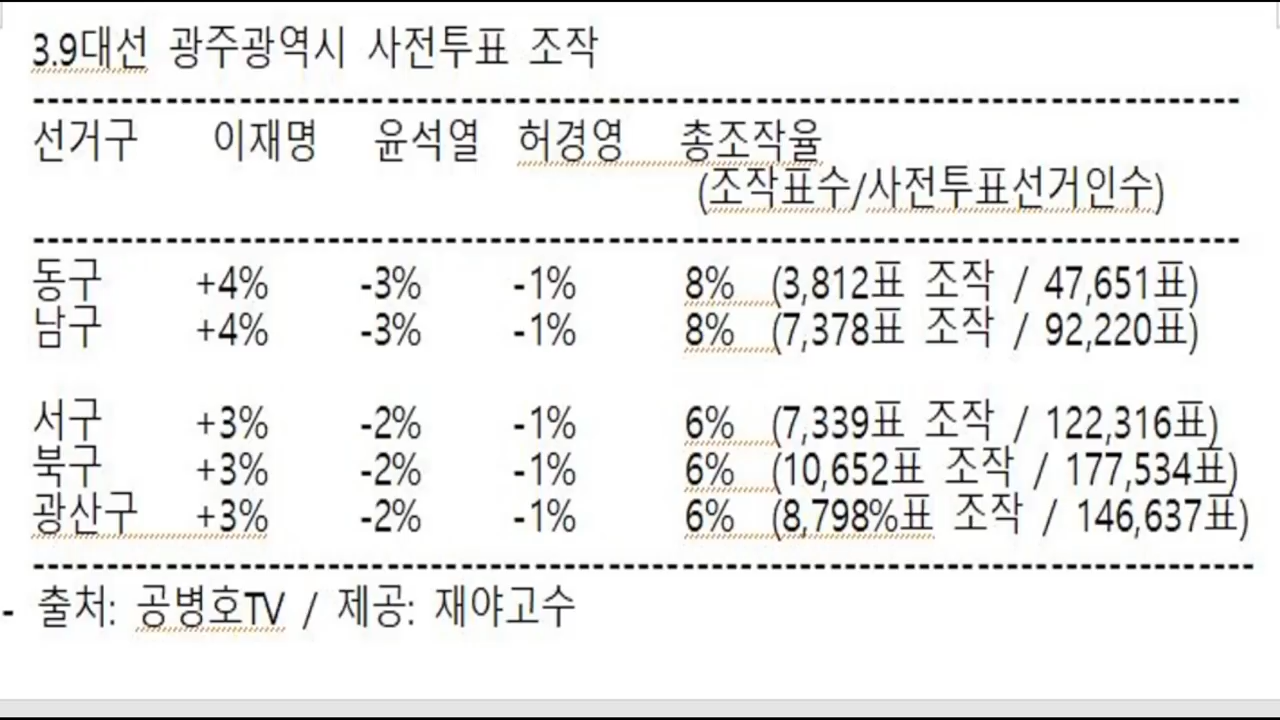 3.9대선 광주광역시 사전투표 조작
선거구 이재명 윤석열 허경영 총조작율
(조작표수/사전투표선거인수)
동구 +4% -3% -1% 8% (3,812표 조작 / 47,651표)
남구 +4% -3% -1% 8% (7,378표 조작 / 92,220표)
서구 +3% -2% -1% 6% (7,339표 조작 / 122,316표)
북구 +3% -2% -1% 6% (10,652표 조작 / 177,534표)
광산구 +3% -2% -1% 6% (8,798%표 조작 / 146,637표)
- 출처: 공병호TV / 제공: 재야고수